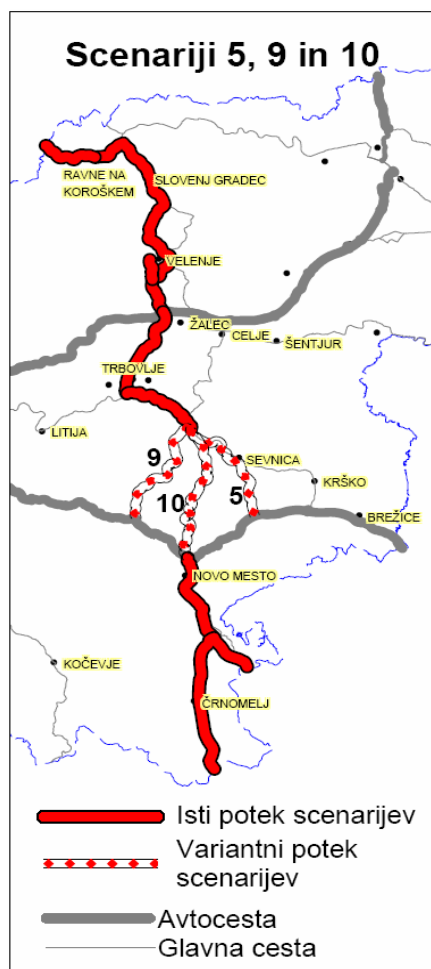 Scenariji 5, 9 in 10
RAVNE NA
KOROŠKEM
SLOVENJ GRADEC
VELENJE
ŽALEC
CELJE
ŠENTJUR
TRBOVLJE
LITIJA
9
SEVNICA
10
5
KRŠKO
BREŽICE
NOVO MESTO
KOČEVJE
ČRNOMELJ
Isti potek scenarijev
Variantni potek
scenarijev
Avtocesta
Glavna cesta